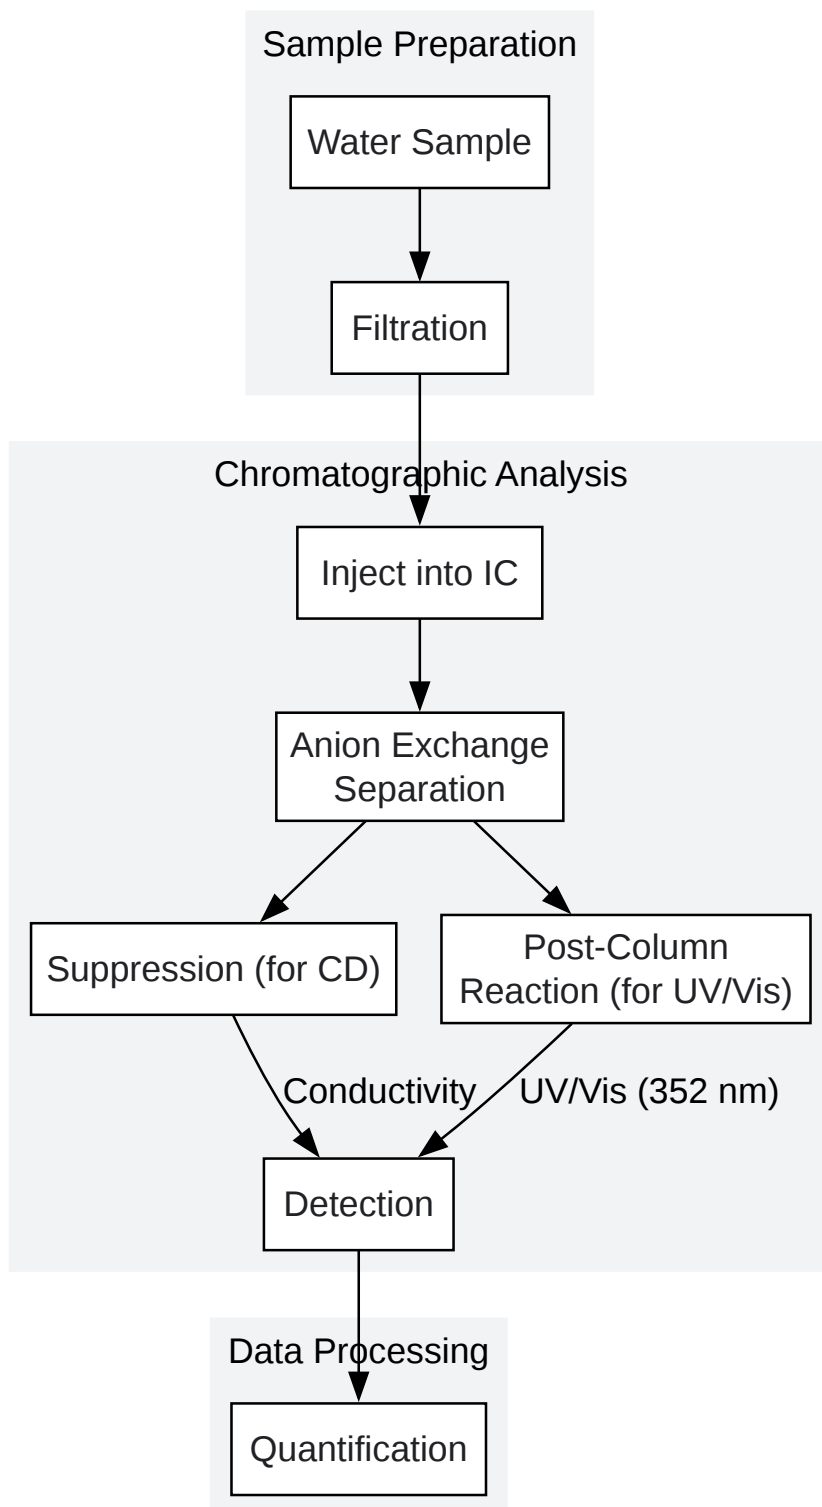 Sample Preparation
Water Sample
Filtration
Chromatographic Analysis
Inject into IC
Anion Exchange
Separation
Suppression (for CD)
Post-Column
Reaction (for UV/Vis)
Conductivity
UV/Vis (352 nm)
Detection
Data Processing
Quantification